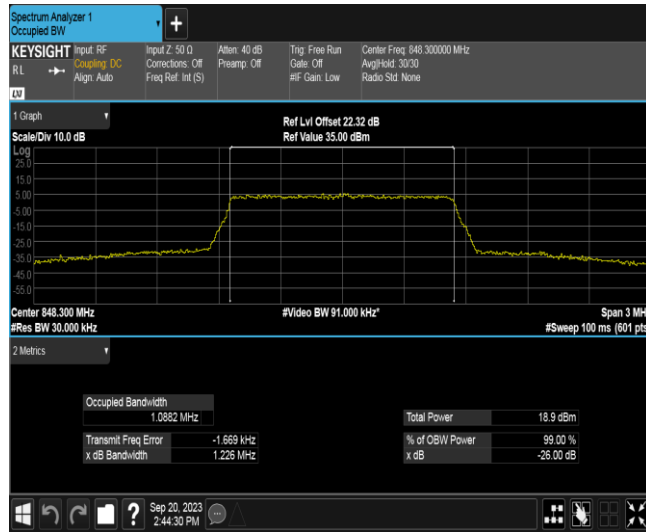 Spectrum Analyzer 1
Occupied BW
KEYSIGHT
R L
LXI
Input: RF
Coupling: DC
Align: Auto
Input Z: 50 Ω
Corrections: Off
Freq Ref: Int (S)
Atten: 40 dB
Preamp: Off
Trig: Free Run
Gate: Off
#IF Gain: Low
Center Freq: 848.300000 MHz
Avg|Hold: 30/30
Radio Std: None
1 Graph
Scale/Div 10.0 dB
Ref Lvl Offset 22.32 dB
Ref Value 35.00 dBm
Log
25.0
15.0
5.00
-5.00
-15.0
-25.0
-35.0
-45.0
-55.0
Center 848.300 MHz
#Video BW 91.000 kHz*
Span 3 MH
#Res BW 30.000 kHz
#Sweep 100 ms (601 pts
2 Metrics
Occupied Bandwidth
1.0882 MHz
Total Power 18.9 dBm
Transmit Freq Error -1.669 kHz
% of OBW Power 99.00 %
x dB Bandwidth 1.226 MHz
x dB -26.00 dB
?
Sep 20, 2023
2:44:30 PM